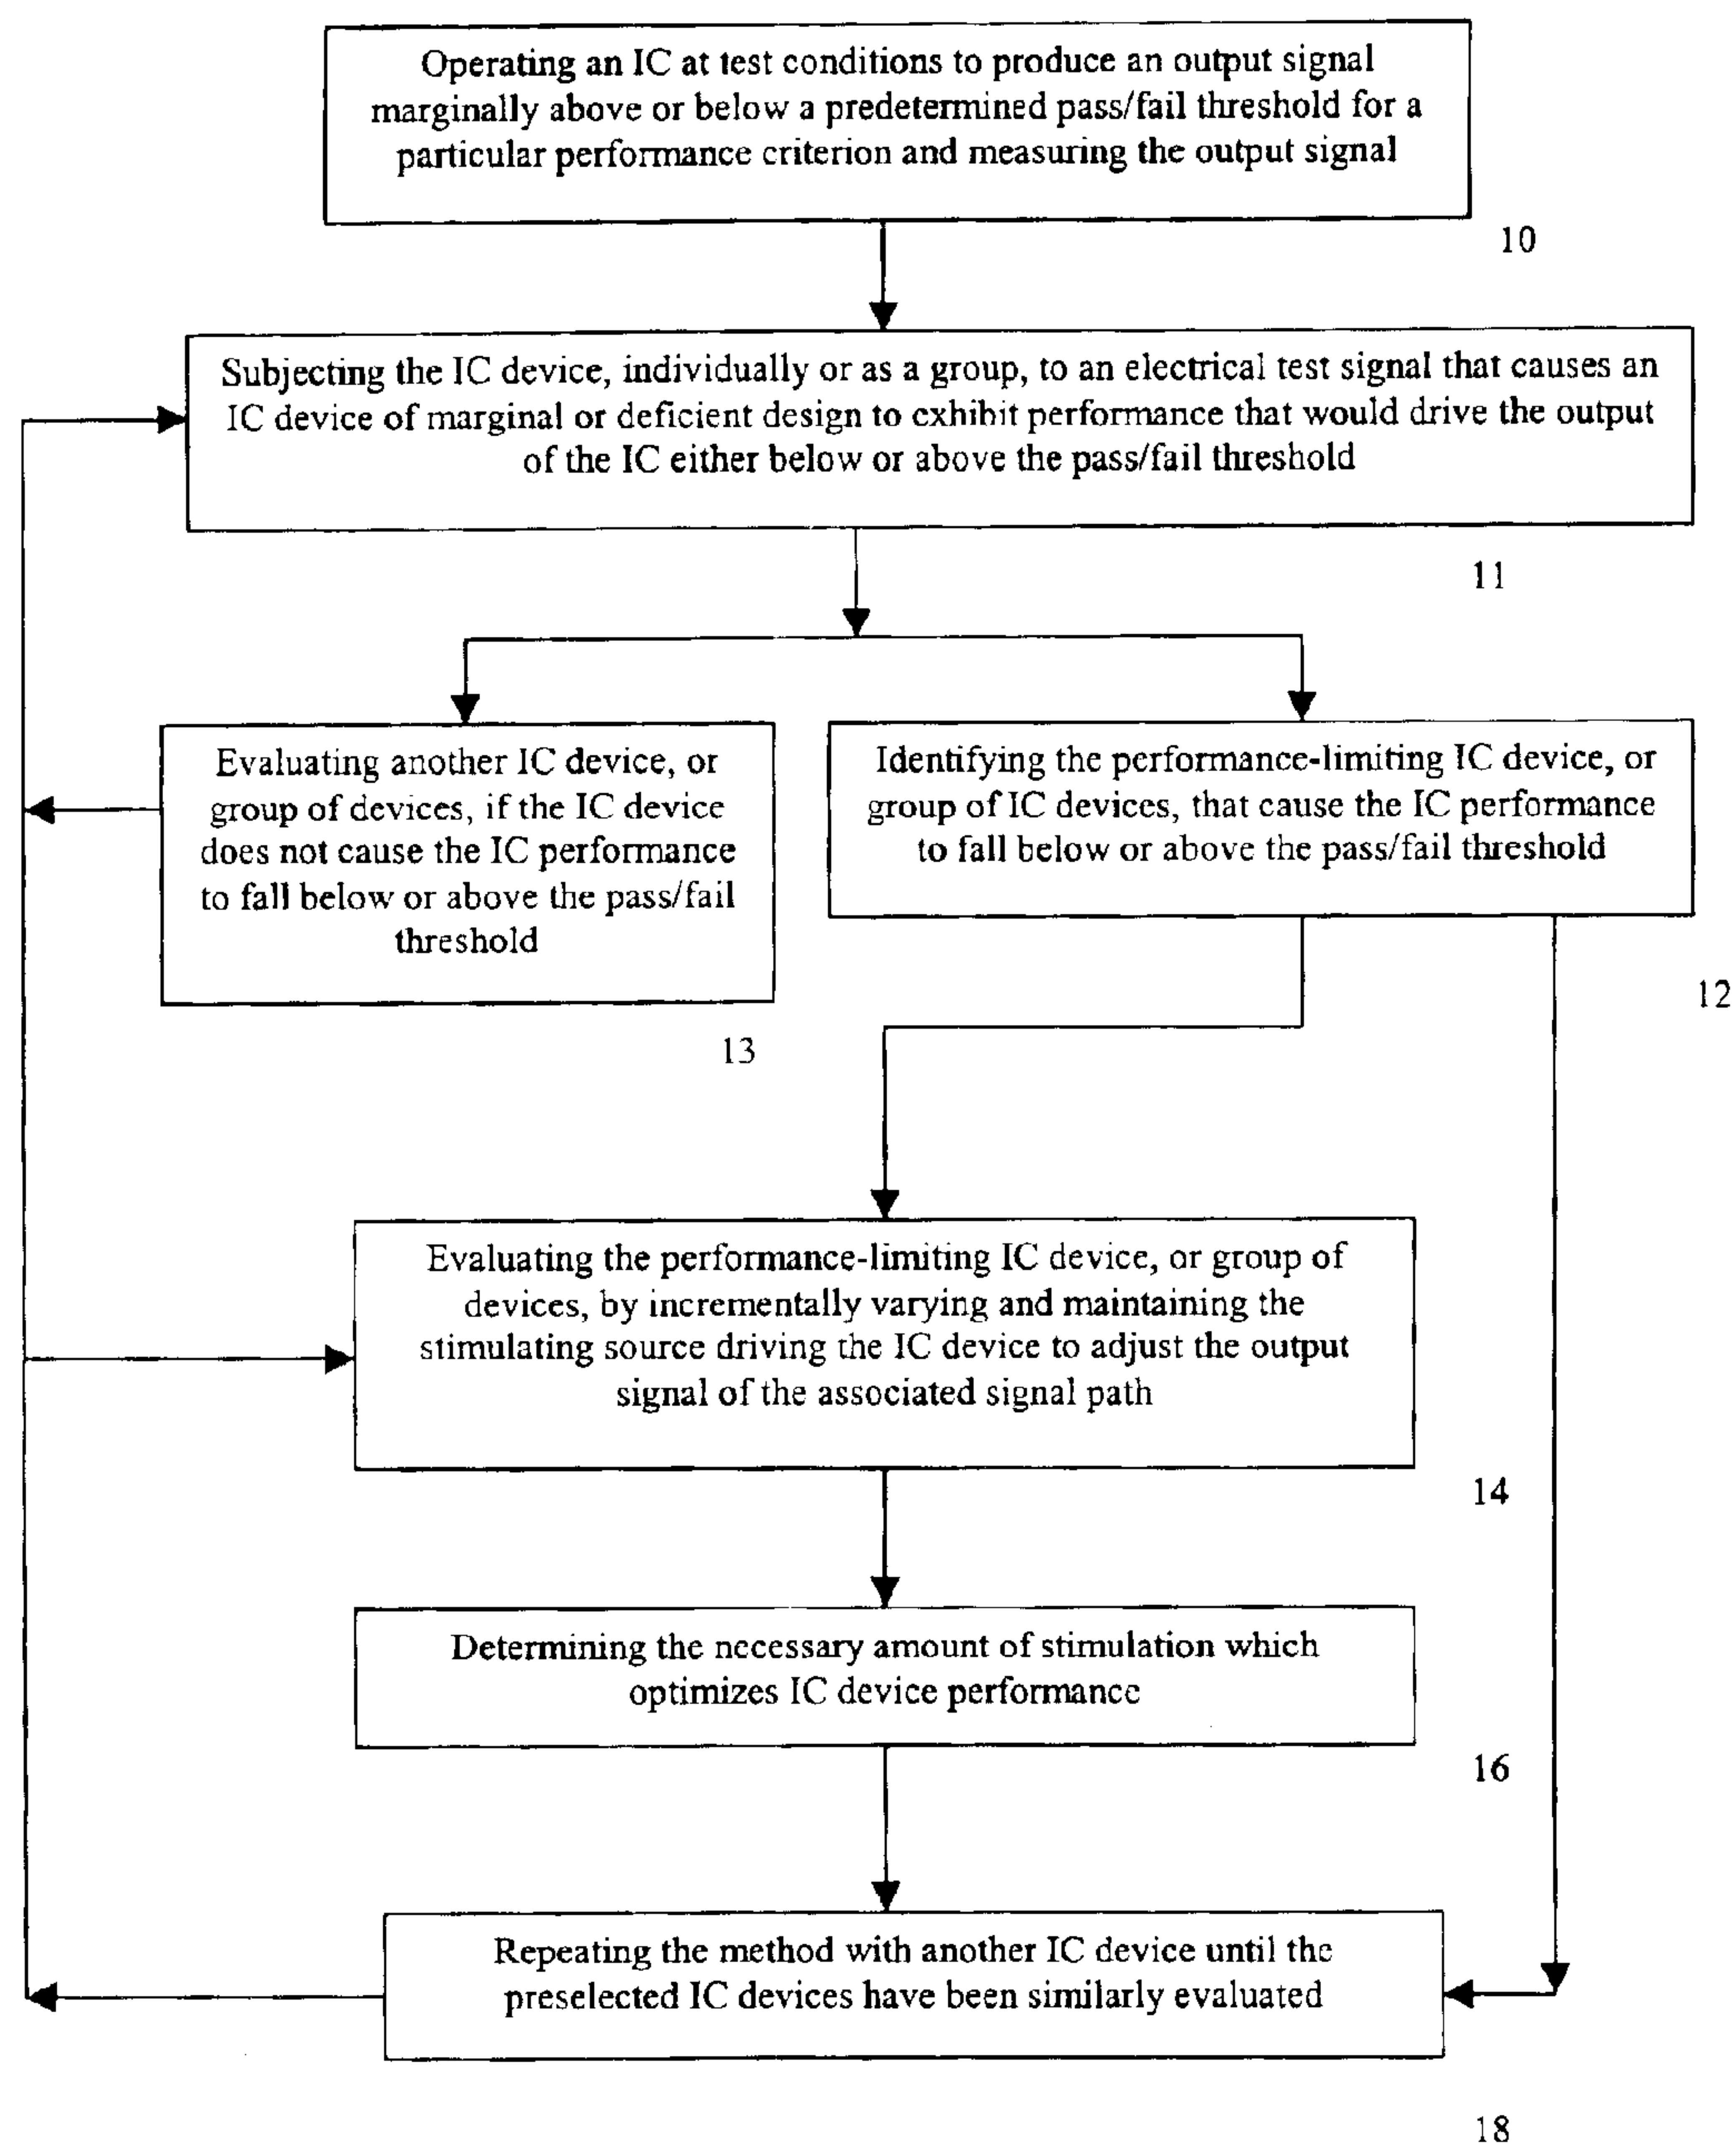 Operating an IC at test conditions to produce an output signal
marginally above or below a predetermined pass/fail threshold for a
particular performance criterion and measuring the output signal
10
Subjecting the IC device, individually or as a group, to an electrical test signal that causes an
IC device of marginal or deficient design to exhibit performance that would drive the output
of the IC either below or above the pass/fail threshold
11
Evaluating another IC device, or
group of devices, if the IC device
does not cause the IC performance
to fall below or above the pass/fail
threshold
13
Identifying the performance-limiting IC device, or
group of IC devices, that cause the IC performance
to fall below or above the pass/fail threshold
12
Evaluating the performance-limiting IC device, or group of
devices, by incrementally varying and maintaining the
stimulating source driving the IC device to adjust the output
signal of the associated signal path
14
Determining the necessary amount of stimulation which
optimizes IC device performance
16
Repeating the method with another IC device until the
preselected IC devices have been similarly evaluated
18